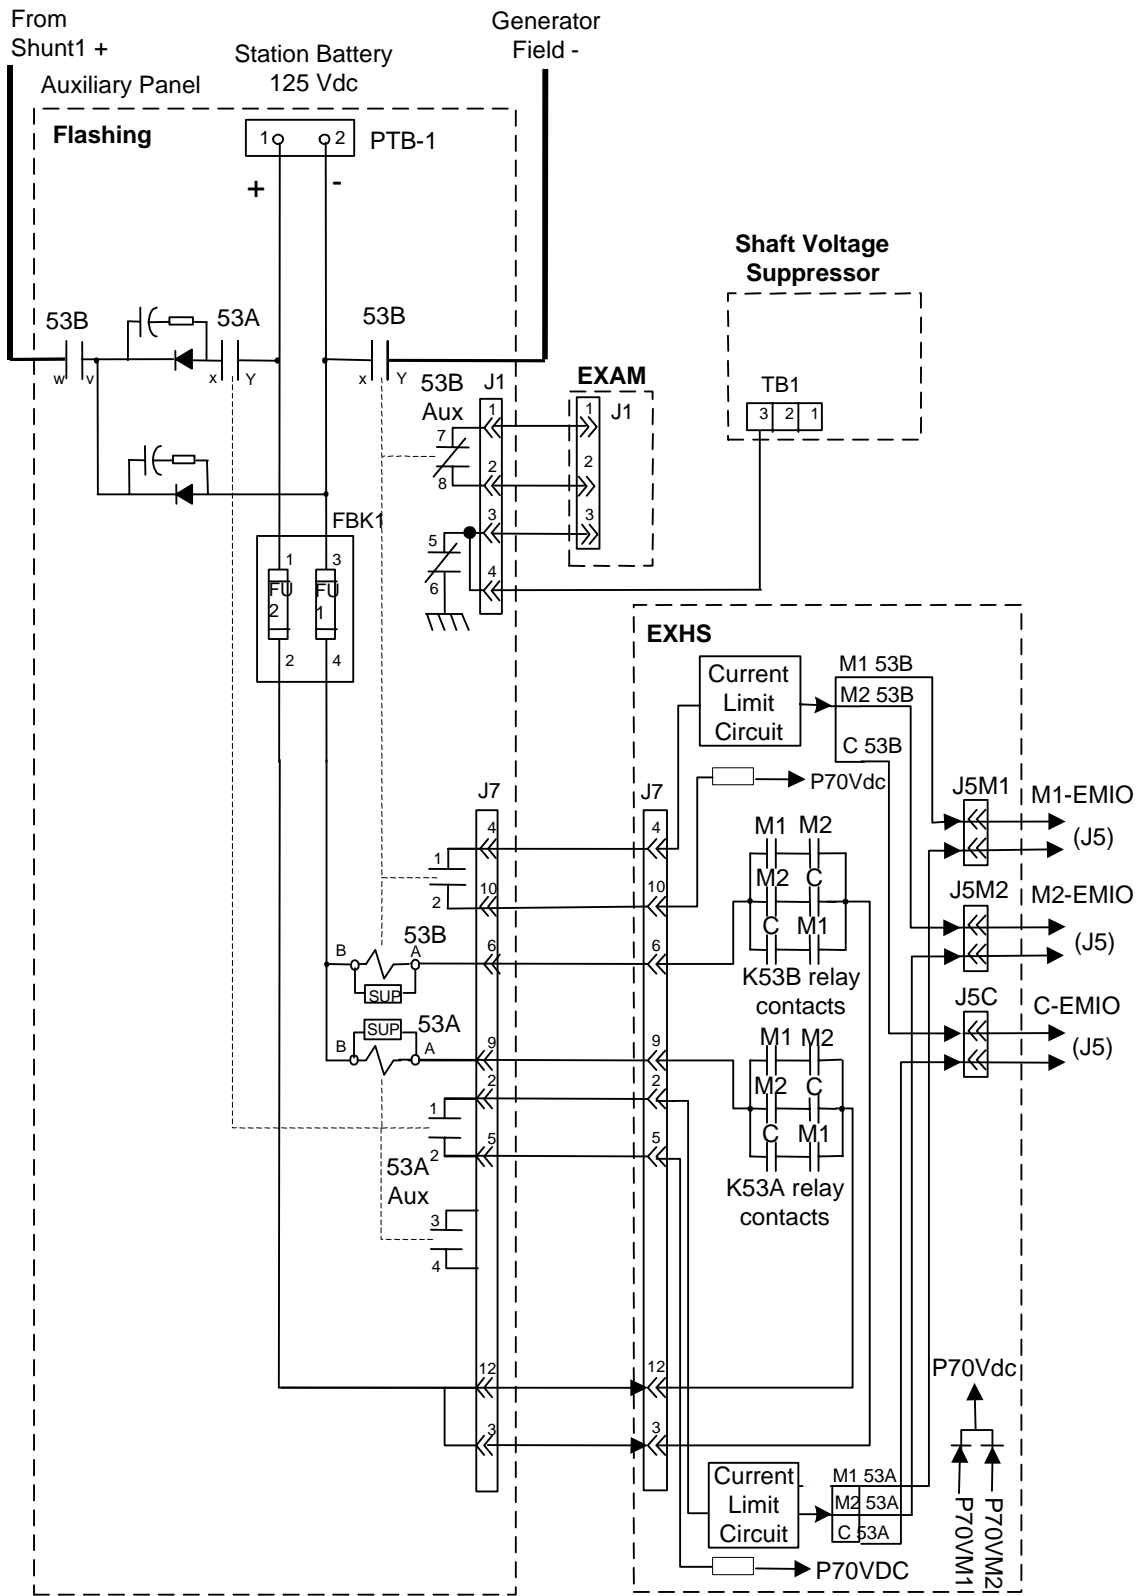 From
Shunt1 +
Generator
Field -
Station Battery
125 Vdc
Auxiliary Panel
Flashing
1
2
PTB-1
+
-
Shaft Voltage
Suppressor
53B
53A
53B
w
v
x
Y
x
Y
53B
Aux
J1
EXAM
J1
TB1
3
2
1
1
1
7
8
2
2
3
3
5
6
4
FBK1
1
3
FU
2
FU
1
2
4
EXHS
Current
Limit
Circuit
M1 53B
M2 53B
C 53B
P70Vdc
J7
J7
4
4
1
2
10
10
M1
M2
M2
C
C
M1
K53B relay
contacts
J5M1
M1-EMIO
(J5)
J5M2
M2-EMIO
(J5)
J5C
C-EMIO
(J5)
B
A
53B
SUP
6
6
SUP
53A
B
A
9
9
M1
M2
M2
C
C
M1
K53A relay
contacts
2
2
1
2
5
5
53A
Aux
3
4
12
12
3
3
P70Vdc
P70VM1
P70VM2
Current
Limit
Circuit
M1 53A
M2 53A
C 53A
P70VDC